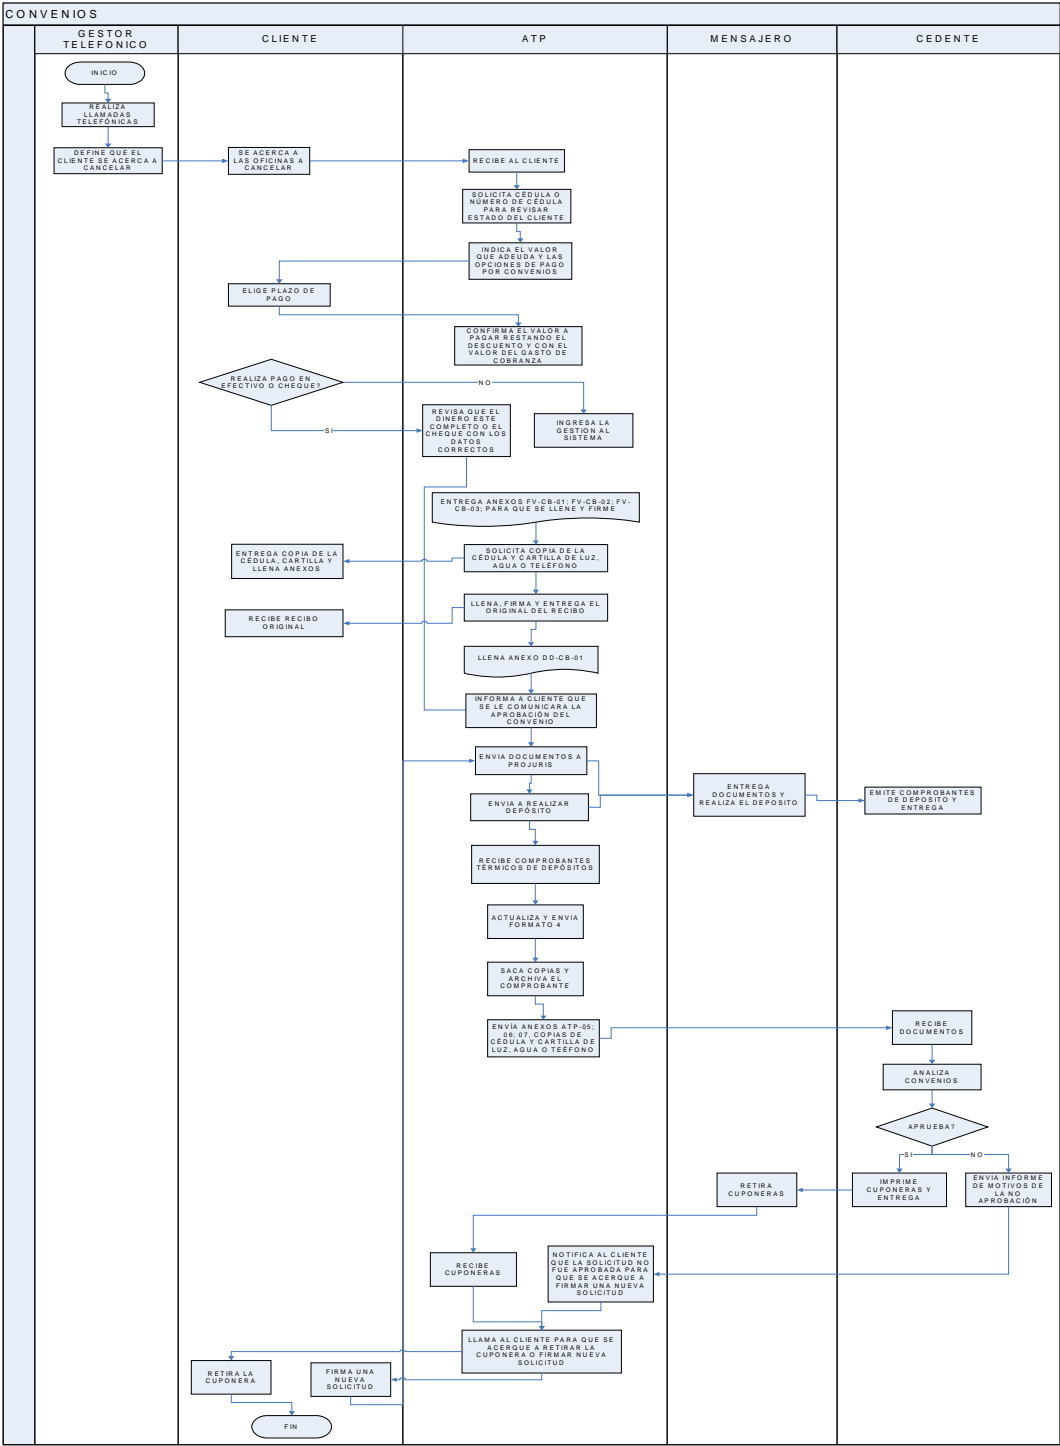 CONVENIOS
GESTOR
TELEFONICO
CLIENTE
ATP
MENSAJERO
CEDENTE
INICIO
REALIZA
LLAMADAS
TELEFÓNICAS
DEFINE QUE EL
CLIENTE SE ACERCA A
CANCELAR
SE ACERCA A
LAS OFICINAS A
CANCELAR
RECIBE AL CLIENTE
SOLICITA CÉDULA O
NÚMERO DE CÉDULA
PARA REVISAR
ESTADO DEL CLIENTE
INDICA EL VALOR
QUE ADEUDA Y LAS
OPCIONES DE PAGO
POR CONVENIOS
ELIGE PLAZO DE
PAGO
CONFIRMA EL VALOR A
PAGAR RESTANDO EL
DESCUENTO Y CON EL
VALOR DEL GASTO DE
COBRANZA
REALIZA PAGO EN
EFECTIVO O CHEQUE?
NO
SI
REVISA QUE EL
DINERO ESTE
COMPLETO O EL
CHEQUE CON LOS
DATOS
CORRECTOS
INGRESA LA
GESTION AL
SISTEMA
ENTREGA ANEXOS FV-CB-01; FV-CB-02; FV-
CB-03; PARA QUE SE LLENE Y FIRME
SOLICITA COPIA DE LA
CÉDULA Y CARTILLA DE LUZ,
AGUA O TELÉFONO
ENTREGA COPIA DE LA
CÉDULA, CARTILLA Y
LLENA ANEXOS
LLENA, FIRMA Y ENTREGA EL
ORIGINAL DEL RECIBO
RECIBE RECIBO
ORIGINAL
LLENA ANEXO DD-CB-01
INFORMA A CLIENTE QUE
SE LE COMUNICARA LA
APROBACIÓN DEL
CONVENIO
ENVIA DOCUMENTOS A
PROJURIS
ENVIA A REALIZAR
DEPÓSITO
ENTREGA
DOCUMENTOS Y
REALIZA EL DEPOSITO
EMITE COMPROBANTES
DE DEPOSITO Y
ENTREGA
RECIBE COMPROBANTES
TÉRMICOS DE DEPÓSITOS
ACTUALIZA Y ENVIA
FORMATO 4
SACA COPIAS Y
ARCHIVA EL
COMPROBANTE
ENVÍA ANEXOS ATP-05;
06; 07, COPIAS DE
CÉDULA Y CARTILLA DE
LUZ, AGUA O TEÉFONO
RECIBE
DOCUMENTOS
ANALIZA
CONVENIOS
APRUEBA?
SI
NO
RETIRA
CUPONERAS
IMPRIME
CUPONERAS Y
ENTREGA
ENVIA INFORME
DE MOTIVOS DE
LA NO
APROBACIÓN
RECIBE
CUPONERAS
NOTIFICA AL CLIENTE
QUE LA SOLICITUD NO
FUE APROBADA PARA
QUE SE ACERQUE A
FIRMAR UNA NUEVA
SOLICITUD
LLAMA AL CLIENTE PARA QUE SE
ACERQUE A RETIRAR LA
CUPONERA O FIRMAR NUEVA
SOLICITUD
RETIRA LA
CUPONERA
FIRMA UNA
NUEVA
SOLICITUD
FIN